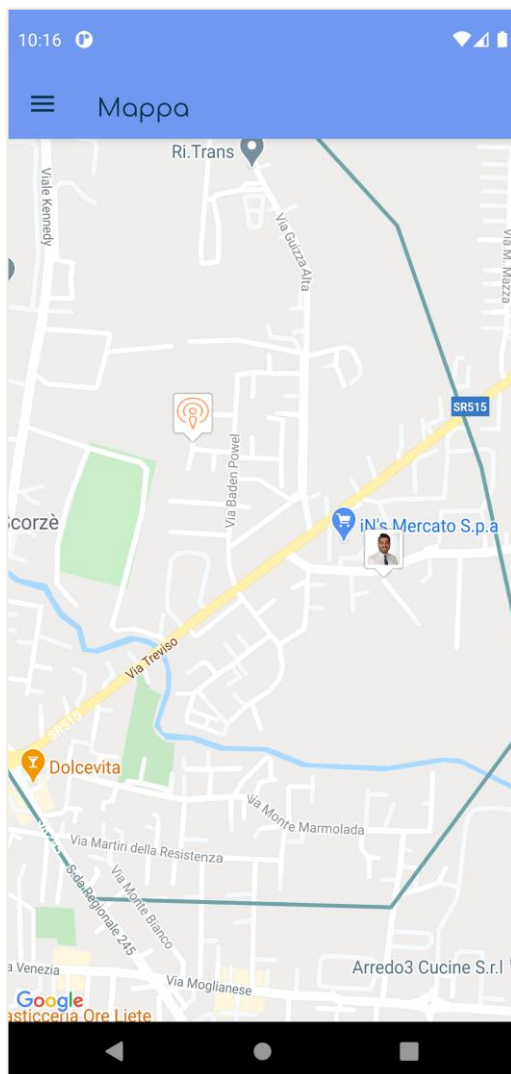 10:16
Mappa
Ri.Trans
Viale Kennedy
Via Guizza Alta
Via M. Mazza
SR515
Via Baden Powel
Scorzè
iN's Mercato S.p.a
Via Treviso
SR515
Dolcevita
Via Monte Marmolada
Via Martiri della Resistenza
S.da Regionale 245
Via Monte Bianco
a Venezia
Via Moglianese
Arredo3 Cucine S.r.l
Google
asticceria Ore Liete